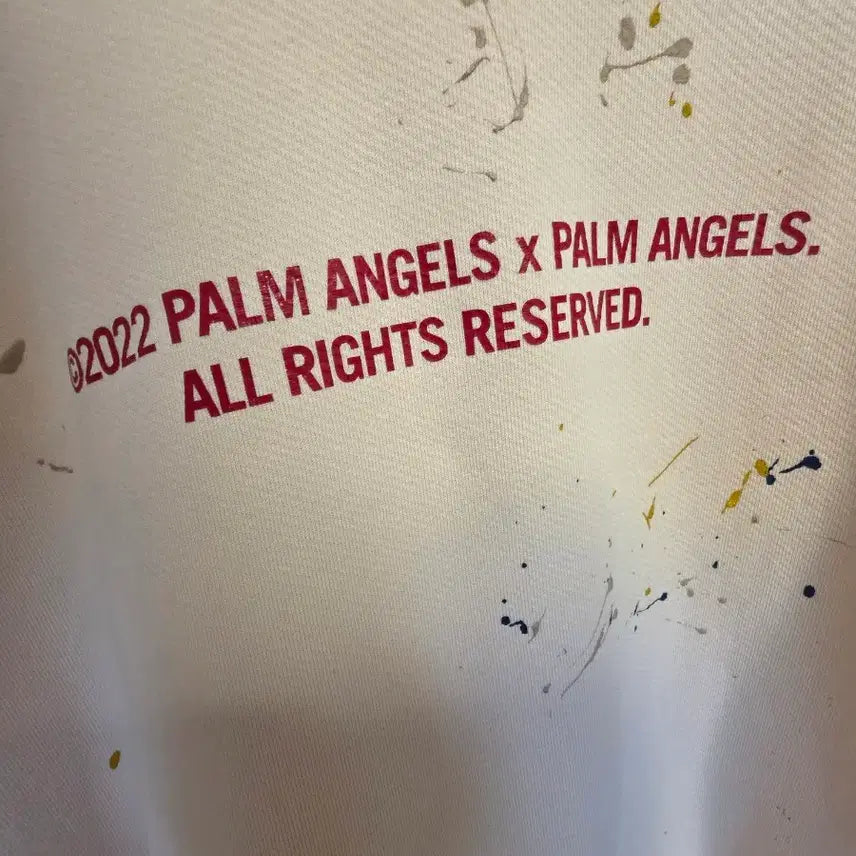 ©2022 PALM ANGELS x PALM ANGELS.
ALL RIGHTS RESERVED.